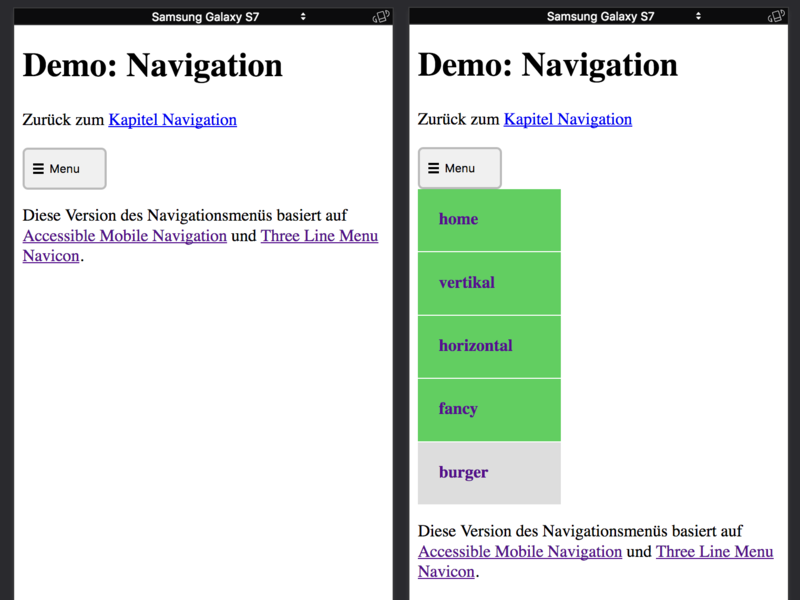 Samsung Galaxy S7
Demo: Navigation
Zurück zum Kapitel Navigation
☰ Menu
Diese Version des Navigationsmenüs basiert auf
Accessible Mobile Navigation und Three Line Menu
Navicon.
Samsung Galaxy S7
Demo: Navigation
Zurück zum Kapitel Navigation
☰ Menu
home
vertikal
horizontal
fancy
burger
Diese Version des Navigationsmenüs basiert auf
Accessible Mobile Navigation und Three Line Menu
Navicon.